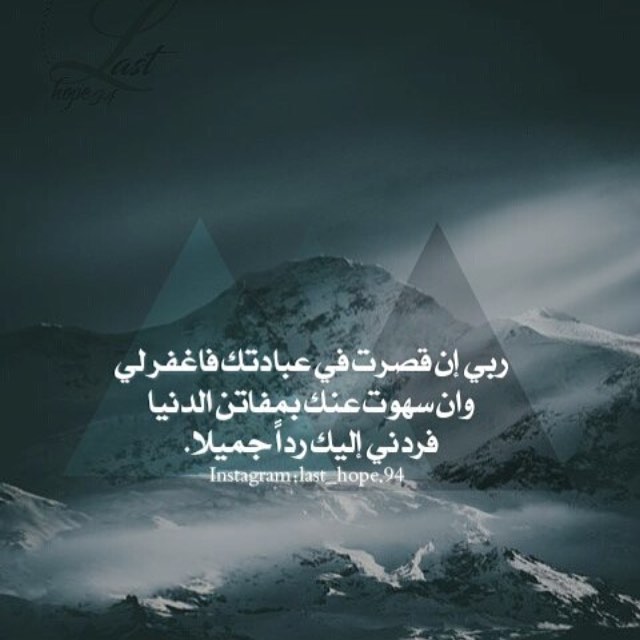 Last
hope.94
ربي إن قصرت في عبادتك فاغفر لي
وان سهوت عنك بمفاتن الدنيا
فردني إليك رداً جميلا.
Instagram:last_hope.94